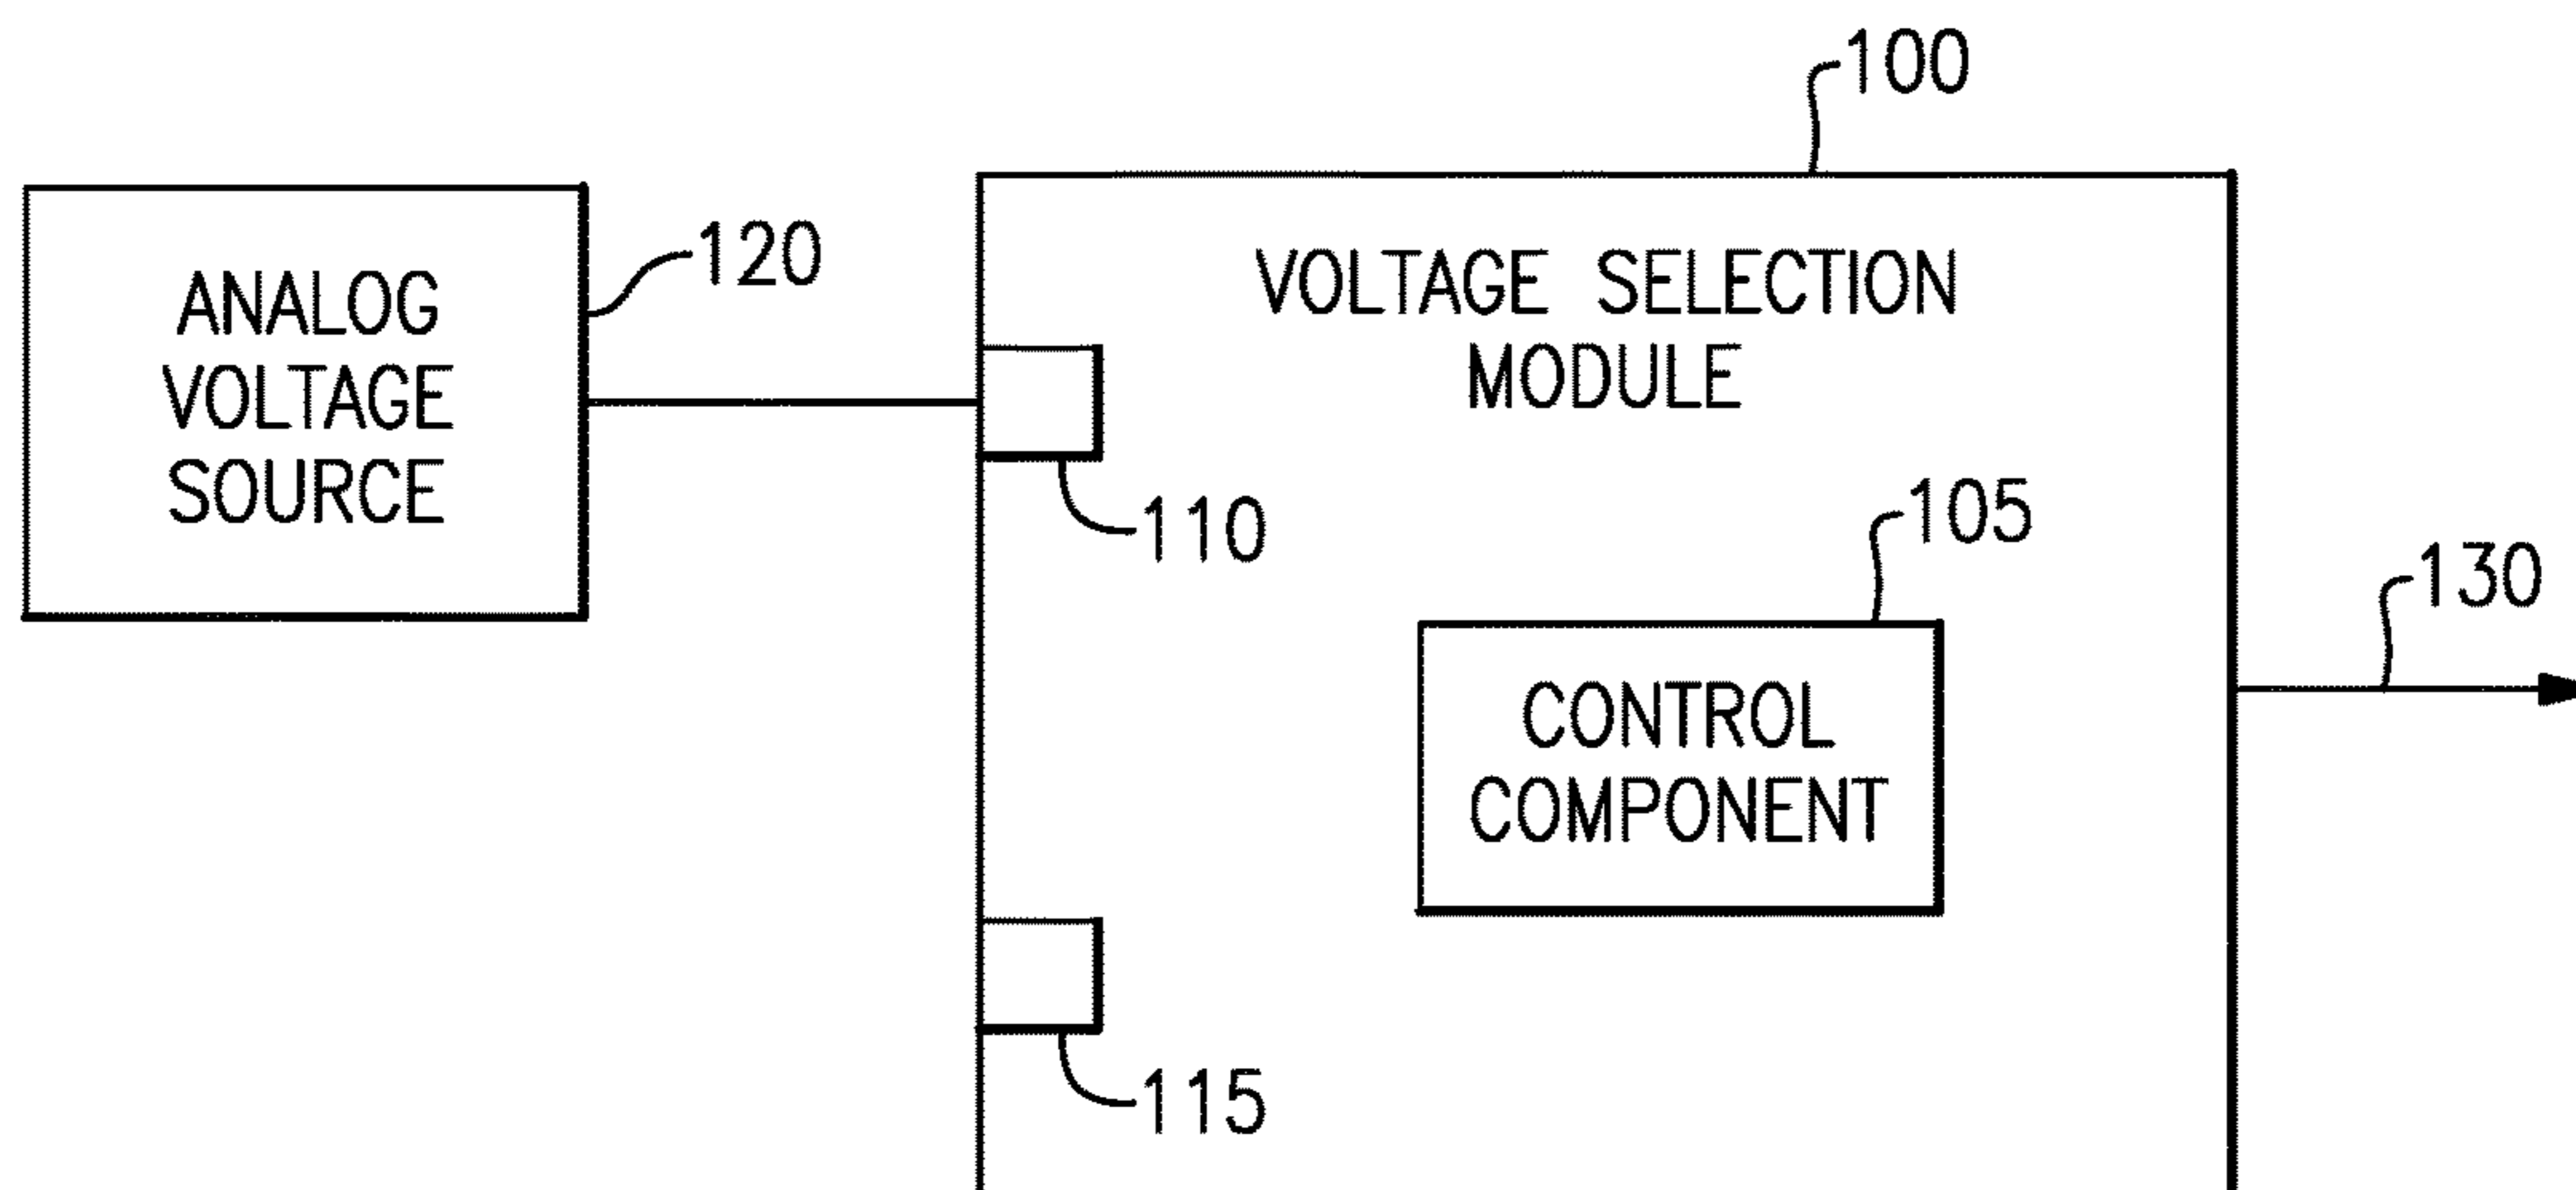 100
120
ANALOG
VOLTAGE
SOURCE
VOLTAGE SELECTION
MODULE
110
105
130
CONTROL
COMPONENT
115